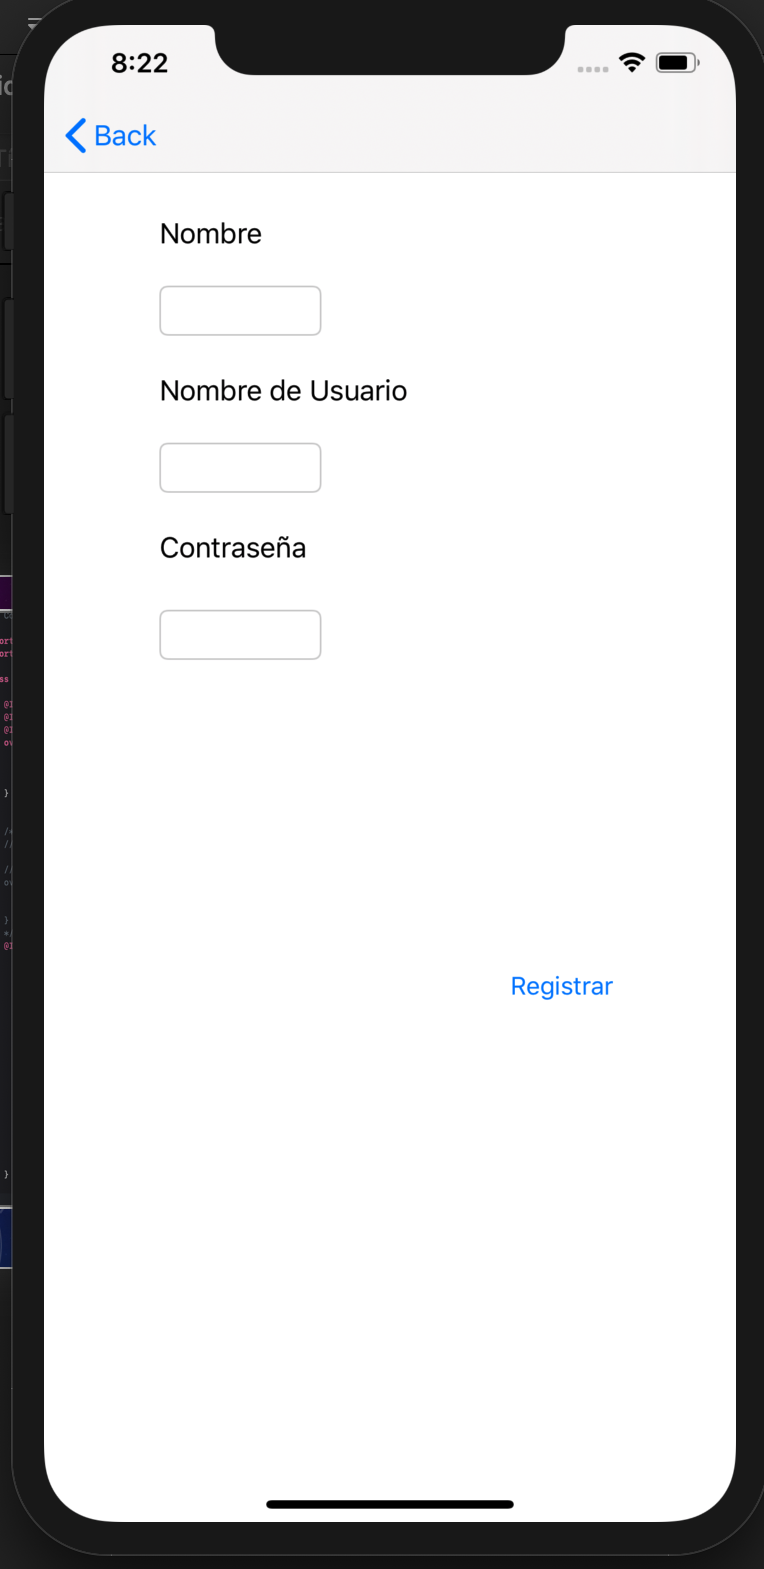 8:22
Back
Nombre
Nombre de Usuario
Contraseña
Registrar